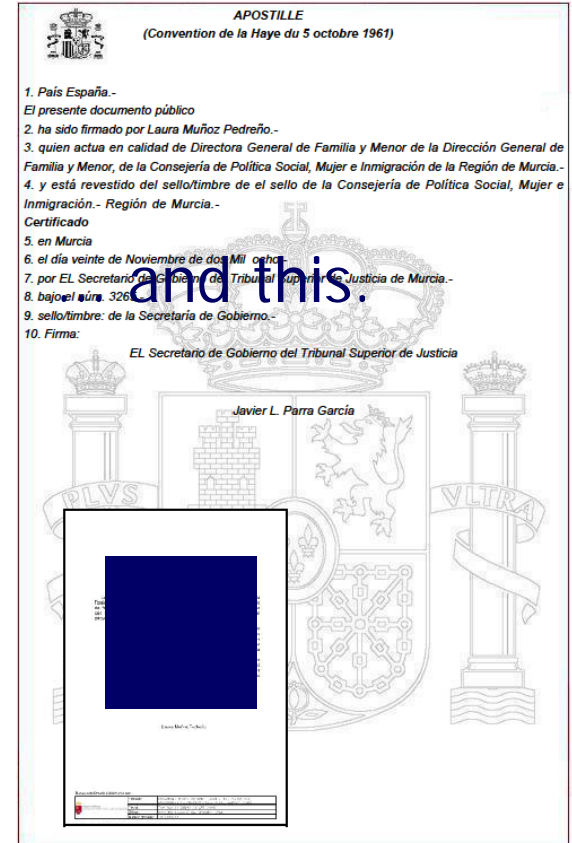 APOSTILLE
(Convention de la Haye du 5 octobre 1961)
1. País España.-
El presente documento público
2. ha sido firmado por Laura Muñoz Pedreño.-
3. quien actua en calidad de Directora General de Familia y Menor de la Dirección General de
Familia y Menor, de la Consejería de Política Social, Mujer e Inmigración de la Región de Murcia.-
4. y está revestido del sello/timbre de el sello de la Consejería de Política Social, Mujer e
Inmigración.- Región de Murcia.-
Certificado
5. en Murcia
6. el día veinte de Noviembre de dos Mil ocho
... and this.
7. por EL Secretario de Gobierno del Tribunal Superior de Justicia de Murcia.-
8. bajo el núm.
9. sello/timbre: de la Secretaría de Gobierno.-
10. Firma:
EL Secretario de Gobierno del Tribunal Superior de Justicia
Javier L. Parra García
PLVS
VLTRA